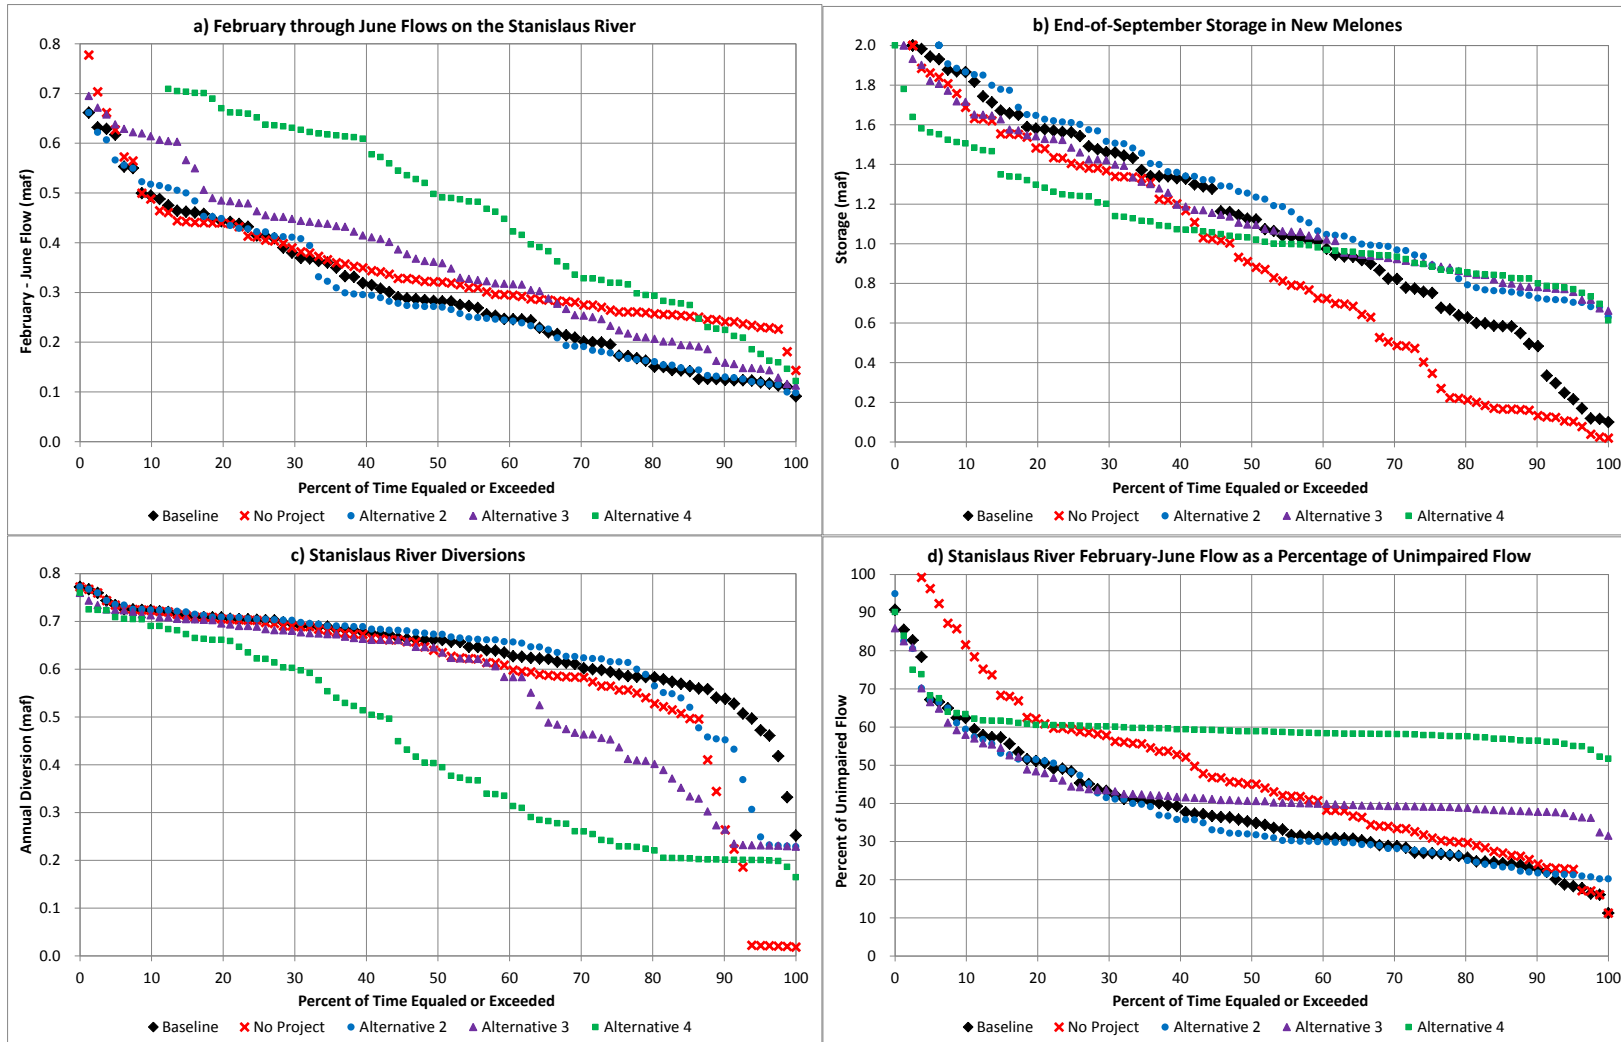 a) February through June Flows on the Stanislaus River
February - June Flow (maf)
0.8
0.7
0.6
0.5
0.4
0.3
0.2
0.1
0.0
0 10 20 30 40 50 60 70 80 90 100
Percent of Time Equaled or Exceeded
Baseline No Project Alternative 2 Alternative 3 Alternative 4
b) End-of-September Storage in New Melones
Storage (maf)
2.0
1.8
1.6
1.4
1.2
1.0
0.8
0.6
0.4
0.2
0.0
0 10 20 30 40 50 60 70 80 90 100
Percent of Time Equaled or Exceeded
Baseline No Project Alternative 2 Alternative 3 Alternative 4
c) Stanislaus River Diversions
Annual Diversion (maf)
0.8
0.7
0.6
0.5
0.4
0.3
0.2
0.1
0.0
0 10 20 30 40 50 60 70 80 90 100
Percent of Time Equaled or Exceeded
Baseline No Project Alternative 2 Alternative 3 Alternative 4
d) Stanislaus River February-June Flow as a Percentage of Unimpaired Flow
Percent of Unimpaired Flow
100
90
80
70
60
50
40
30
20
10
0
0 10 20 30 40 50 60 70 80 90 100
Percent of Time Equaled or Exceeded
Baseline No Project Alternative 2 Alternative 3 Alternative 4